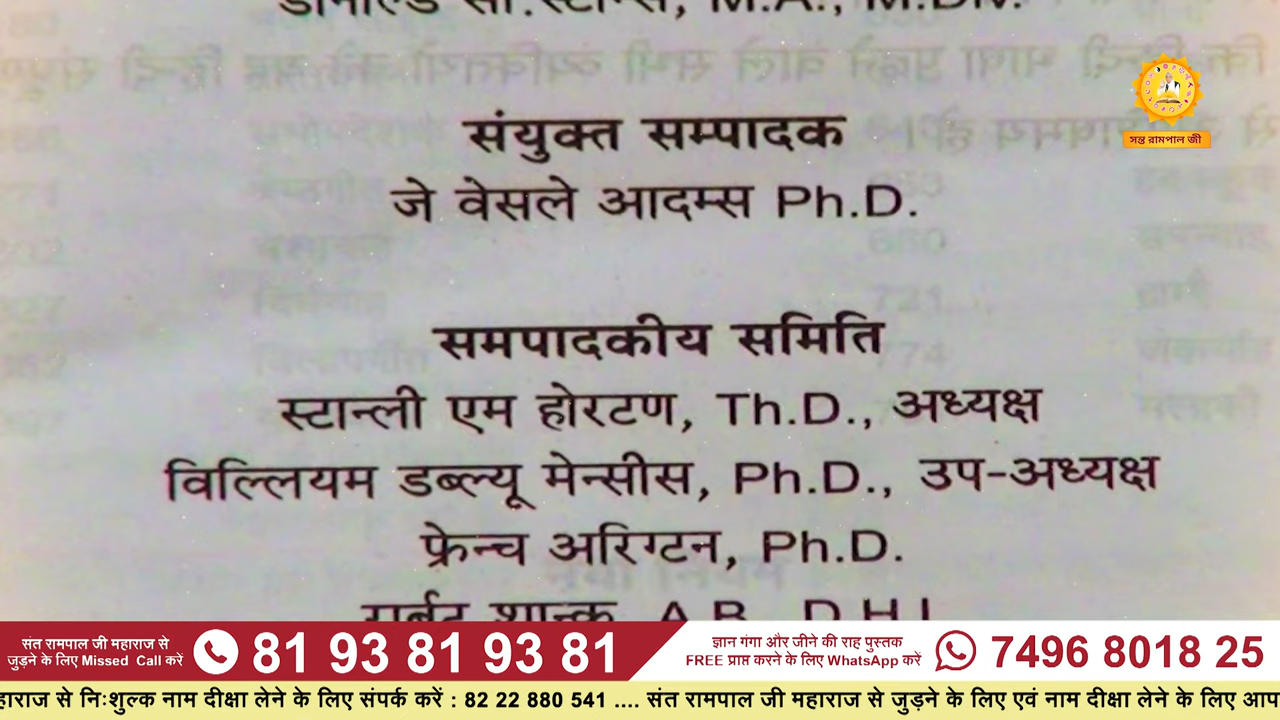 डोनाल्ड सी.स्टाम्स, M.A., M.Div.
संयुक्त सम्पादक
जे वेसले आदम्स Ph.D.
समपादकीय समिति
स्टान्ली एम होरटण, Th.D., अध्यक्ष
विल्लियम डब्ल्यू मेन्सीस, Ph.D., उप-अध्यक्ष
फ्रेन्च अरिग्टन, Ph.D.
शान्क, A.B., D.H.L.
सन्त रामपाल जी
संत रामपाल जी महाराज से
जुड़ने के लिए Missed Call करें
81 93 81 93 81
ज्ञान गंगा और जीने की राह पुस्तक
FREE प्राप्त करने के लिए WhatsApp करें
7496 8018 25
हाराज से निःशुल्क नाम दीक्षा लेने के लिए संपर्क करें : 82 22 880 541 .... संत रामपाल जी महाराज से जुड़ने के लिए एवं नाम दीक्षा लेने के लिए आप